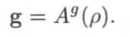 g = A^g(ρ).